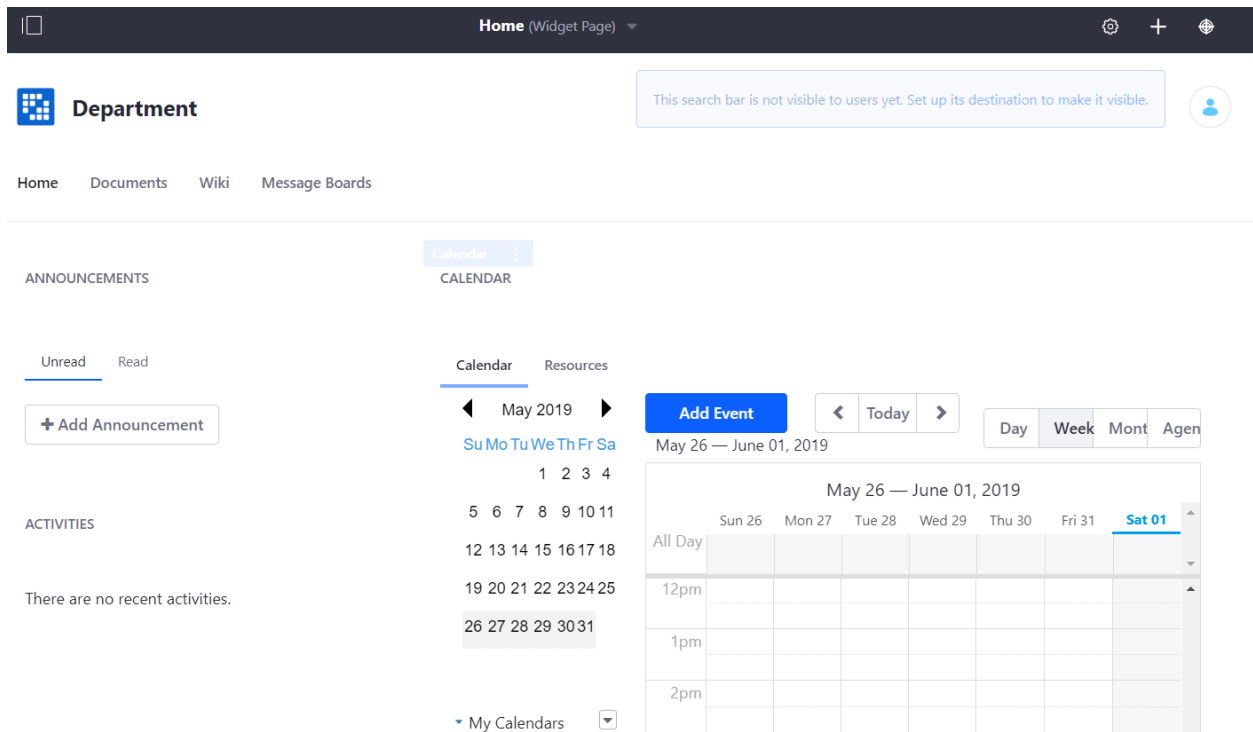 Home (Widget Page)
Department
This search bar is not visible to users yet. Set up its destination to make it visible.
Home Documents Wiki Message Boards
Calendar
ANNOUNCEMENTS
CALENDAR
Unread Read
Calendar Resources
+ Add Announcement
May 2019
Su Mo Tu We Th Fr Sa
1 2 3 4
5 6 7 8 9 10 11
12 13 14 15 16 17 18
19 20 21 22 23 24 25
26 27 28 29 30 31
My Calendars
Add Event
Today
Day Week Mont Agen
May 26 — June 01, 2019
May 26 — June 01, 2019
Sun 26 Mon 27 Tue 28 Wed 29 Thu 30 Fri 31 Sat 01
All Day
12pm
1pm
2pm
ACTIVITIES
There are no recent activities.